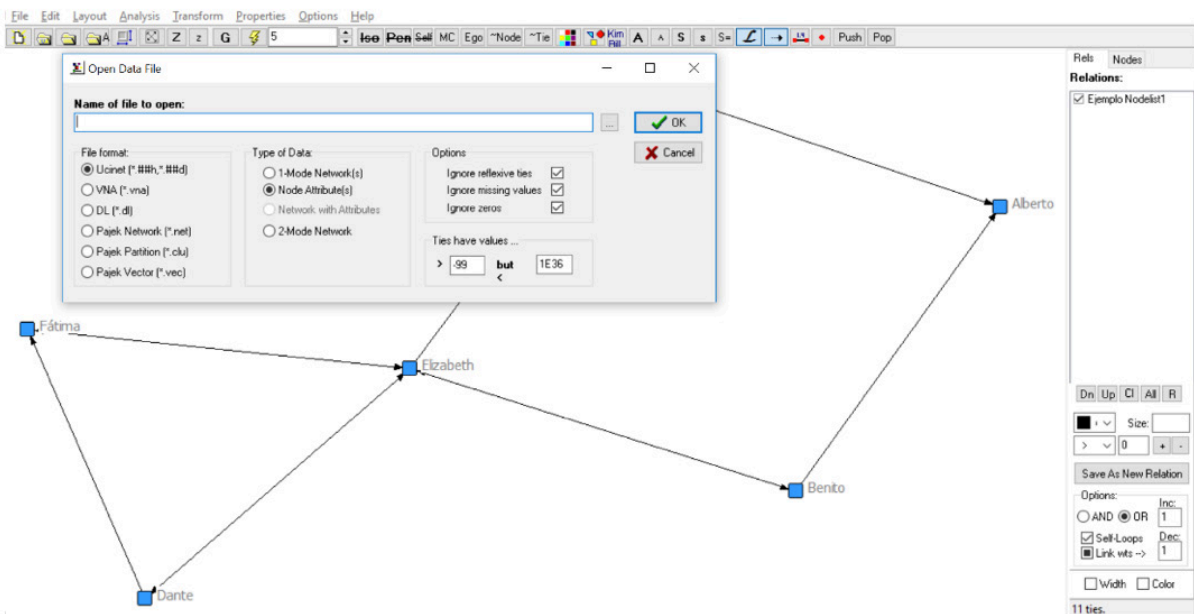 File Edit Layout Analysis Transform Properties Options Help
A Z z G 5 Iso Pen Self MC Ego ~Node ~Tie Kim Fill A A S s S= L Push Pop
Open Data File
Name of file to open:
... OK
Cancel
File format:
Ucinet (*.##h,*.##d)
VNA (*.vna)
DL (*.dl)
Pajek Network (*.net)
Pajek Partition (*.clu)
Pajek Vector (*.vec)
Type of Data:
1-Mode Network(s)
Node Attribute(s)
Network with Attributes
2-Mode Network
Options
Ignore reflexive ties
Ignore missing values
Ignore zeros
Ties have values ...
> -99 but < 1E36
Alberto
Fátima
Elizabeth
Benito
Dante
Rels Nodes
Relations:
Ejemplo Nodelist1
Dn Up Cl All R
Size:
> 0 + -
Save As New Relation
Options:
Inc:
AND OR 1
Self-Loops Dec:
Link wts --> 1
Width Color
11 ties.